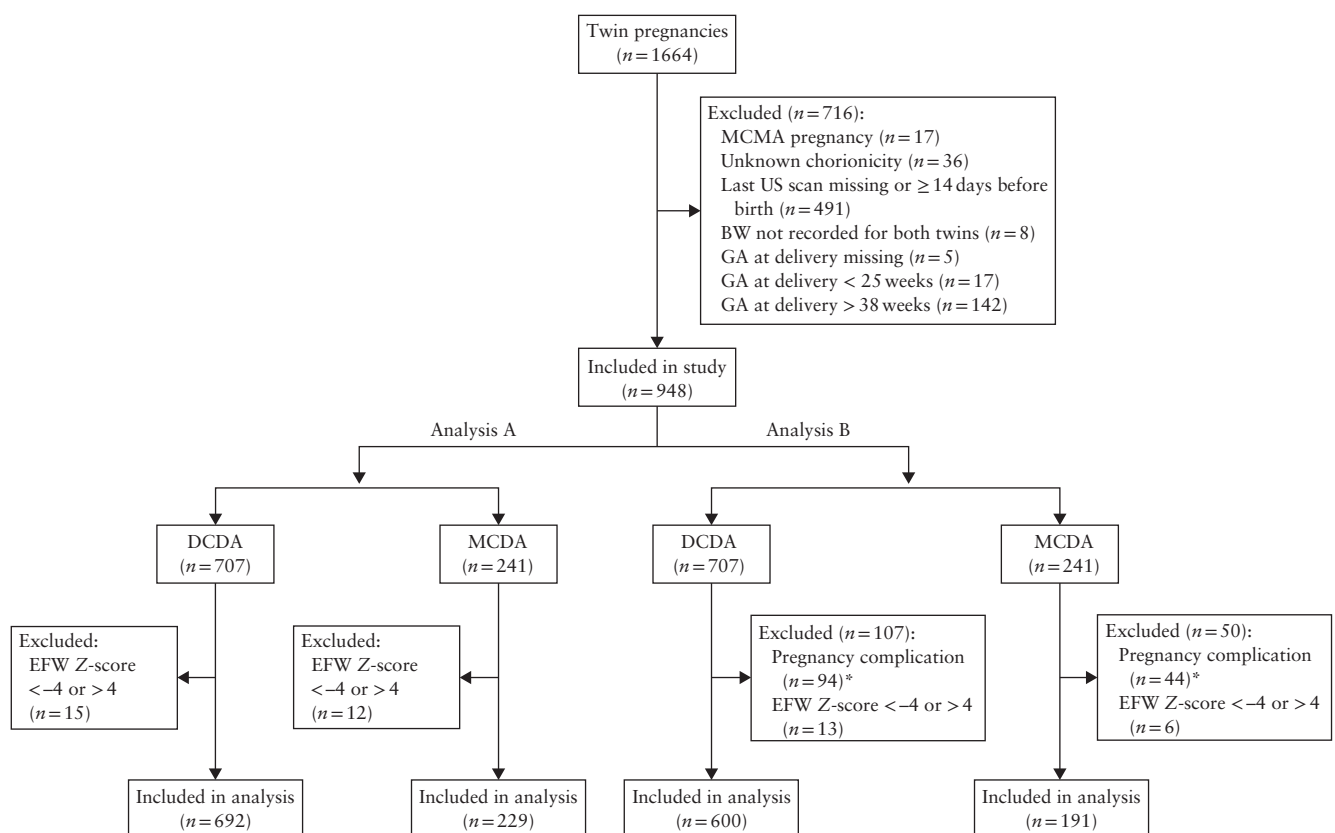 Twin pregnancies
(n=1664)
Excluded (n=716):
MCMA pregnancy (n=17)
Unknown chorionicity (n=36)
Last US scan missing or ≥14 days before
birth (n=491)
BW not recorded for both twins (n=8)
GA at delivery missing (n=5)
GA at delivery < 25 weeks (n=17)
GA at delivery > 38 weeks (n=142)
Included in study
(n=948)
Analysis A
Analysis B
DCDA
(n=707)
MCDA
(n=241)
DCDA
(n=707)
MCDA
(n=241)
Excluded:
EFW Z-score
<–4 or >4
(n=15)
Excluded:
EFW Z-score
<–4 or >4
(n=12)
Excluded (n=107):
Pregnancy complication
(n=94)*
EFW Z-score <–4 or >4
(n=13)
Excluded (n=50):
Pregnancy complication
(n=44)*
EFW Z-score <–4 or >4
(n=6)
Included in analysis
(n=692)
Included in analysis
(n=229)
Included in analysis
(n=600)
Included in analysis
(n=191)